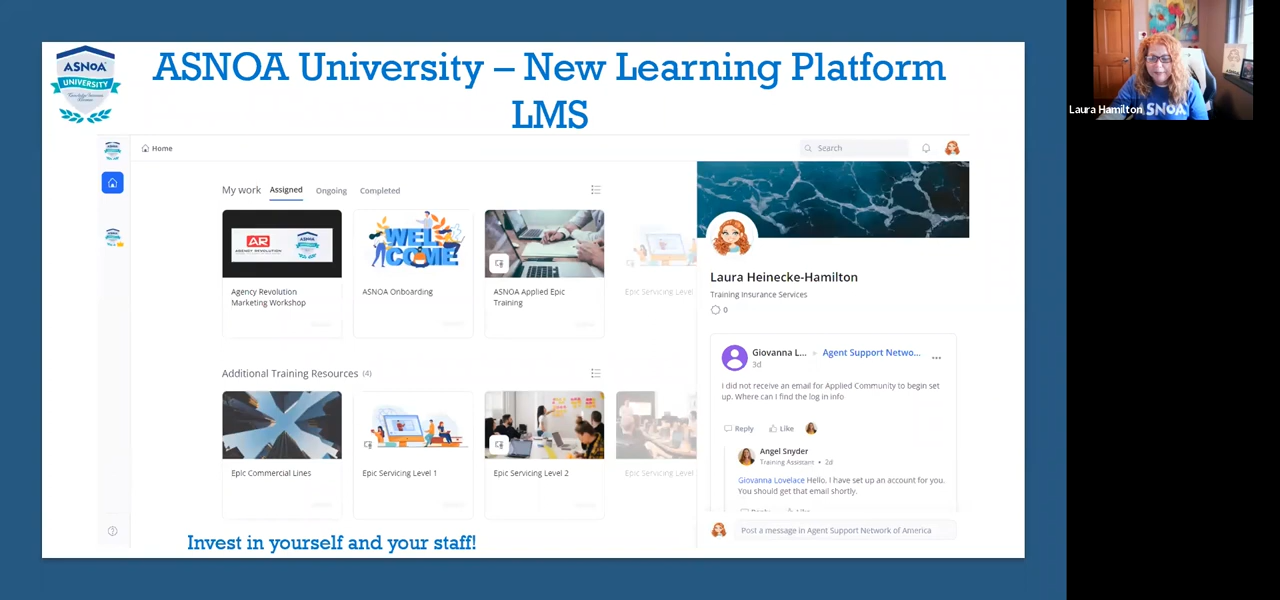 ASNOA University – New Learning Platform
LMS
ASNOA
UNIVERSITY
Home
Search
My work Assigned Ongoing Completed
AR
AGENCY REVOLUTION
ASNOA
WELCOME
Agency Revolution
Marketing Workshop
ASNOA Onboarding
ASNOA Applied Epic
Training
Epic Servicing Level
Additional Training Resources (4)
Epic Commercial Lines
Epic Servicing Level 1
Epic Servicing Level 2
Epic Servicing Level
Laura Heinecke-Hamilton
Training Insurance Services
0
Giovanna L... Agent Support Netwo... ...
3d
I did not receive an email for Applied Community to begin set
up. Where can I find the log in info
Reply Like
Angel Snyder
Training Assistant • 2d
Giovanna Lovelace Hello, I have set up an account for you.
You should get that email shortly.
Reply Like
Post a message in Agent Support Network of America
Invest in yourself and your staff!
Laura Hamilton
SNOA